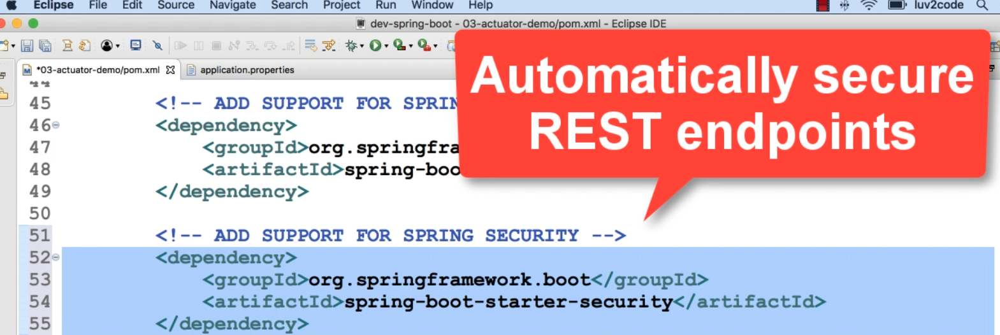 Eclipse File Edit Source Navigate Search Project Run Window Help luv2code
dev-spring-boot - 03-actuator-demo/pom.xml - Eclipse IDE
*03-actuator-demo/pom.xml application.properties
Automatically secure
REST endpoints
44
45 <!-- ADD SUPPORT FOR SPRIN
46 <dependency>
47 <groupId>org.springfra
48 <artifactId>spring-boo
49 </dependency>
50
51 <!-- ADD SUPPORT FOR SPRING SECURITY -->
52 <dependency>
53 <groupId>org.springframework.boot</groupId>
54 <artifactId>spring-boot-starter-security</artifactId>
55 </dependency>